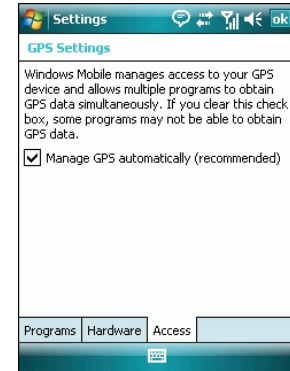 Settings ok
GPS Settings
Windows Mobile manages access to your GPS
device and allows multiple programs to obtain
GPS data simultaneously. If you clear this check
box, some programs may not be able to obtain
GPS data.
Manage GPS automatically (recommended)
Programs Hardware Access